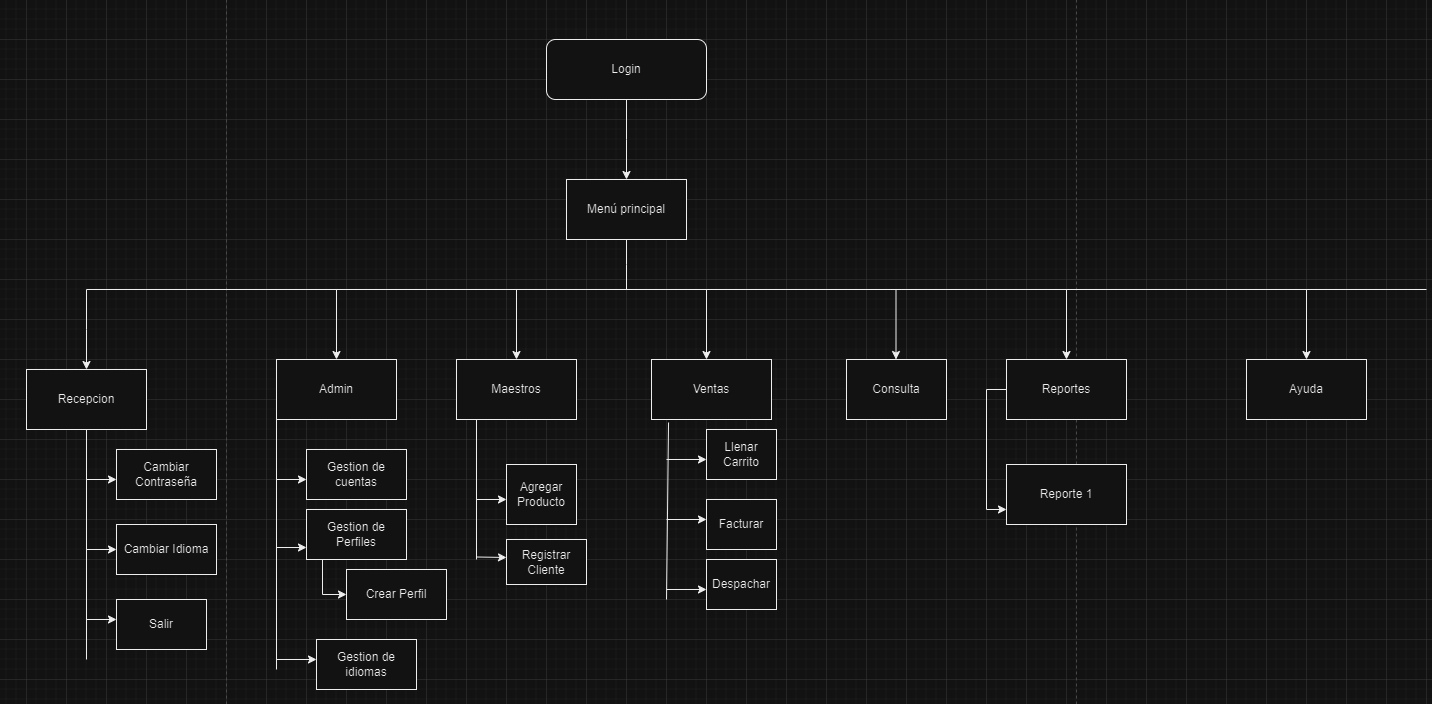 Login
Menú principal
Recepcion
Admin
Maestros
Ventas
Consulta
Reportes
Ayuda
Cambiar
Contraseña
Cambiar Idioma
Salir
Gestion de
cuentas
Gestion de
Perfiles
Crear Perfil
Gestion de
idiomas
Agregar
Producto
Registrar
Cliente
Llenar
Carrito
Facturar
Despachar
Reporte 1